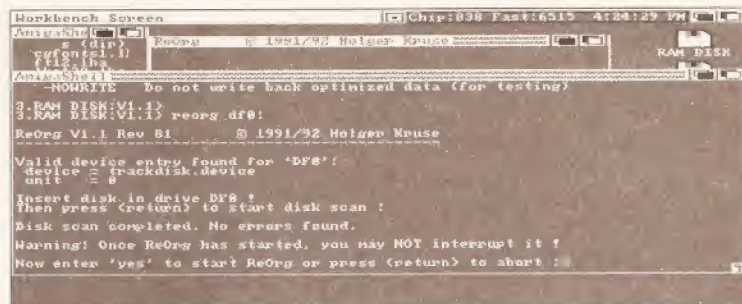 Workbench Screen Chip:838 Fast:6515 4:24:29 PM
AmigaShe
s (dir) ReOrg © 1991/92 Holger Kruse
RAM DISK
AmigaShell
-NOWRITE Do not write back optimized data (for testing)
3.RAM DISK:V1.1>
3.RAM DISK:V1.1> reorg df0:
ReOrg V1.1 Rev 81 © 1991/92 Holger Kruse
Valid device entry found for 'DF0':
device = trackdisk.device
unit = 0
Insert disk in drive DF0 !
Then press <return> to start disk scan :
Disk scan completed. No errors found.
Warning! Once ReOrg has started, you may NOT interrupt it !
Now enter 'yes' to start ReOrg or press <return> to abort :